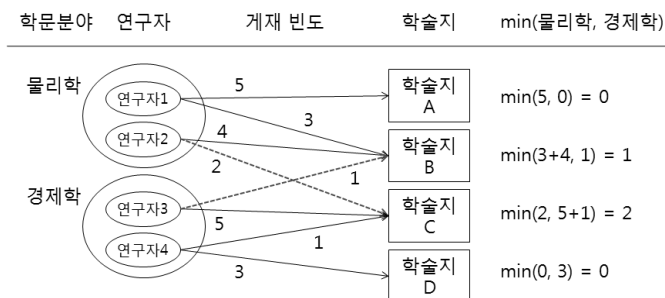 학문분야 연구자 게재 빈도 학술지 min(물리학, 경제학)
물리학
연구자1
연구자2
5
3
4
2
학술지
A
min(5, 0) = 0
학술지
B
min(3+4, 1) = 1
경제학
연구자3
연구자4
1
5
1
3
학술지
C
min(2, 5+1) = 2
학술지
D
min(0, 3) = 0